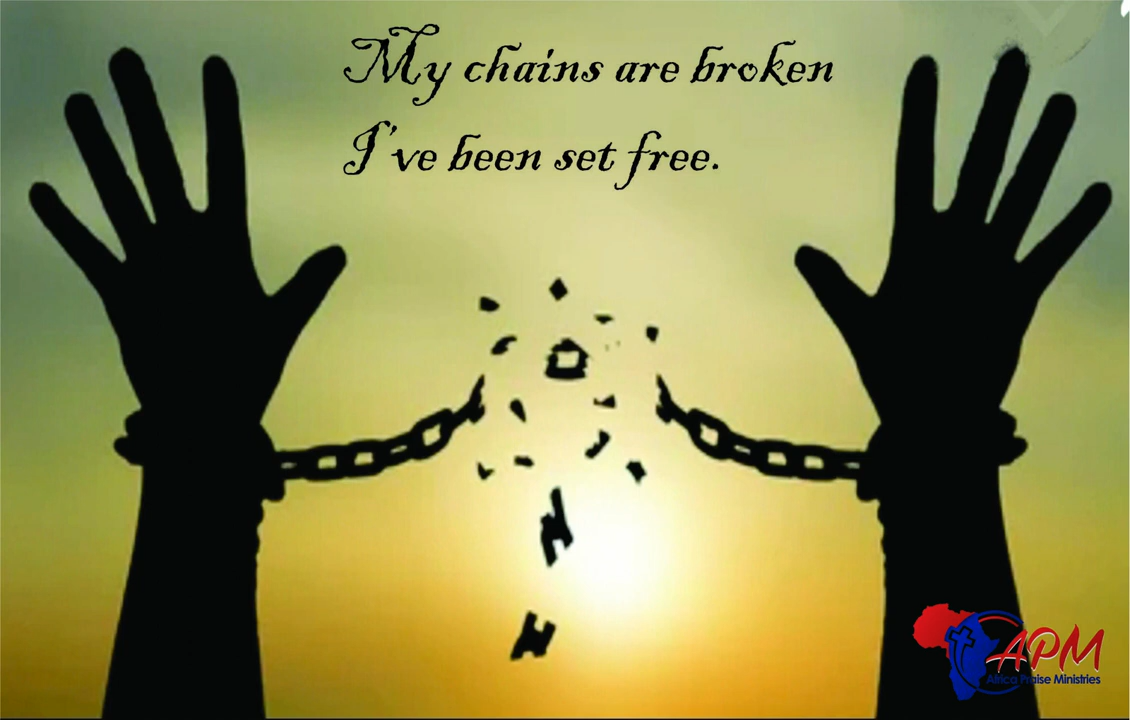 My chains are broken
I've been set free.
APM
Africa Praise Ministries